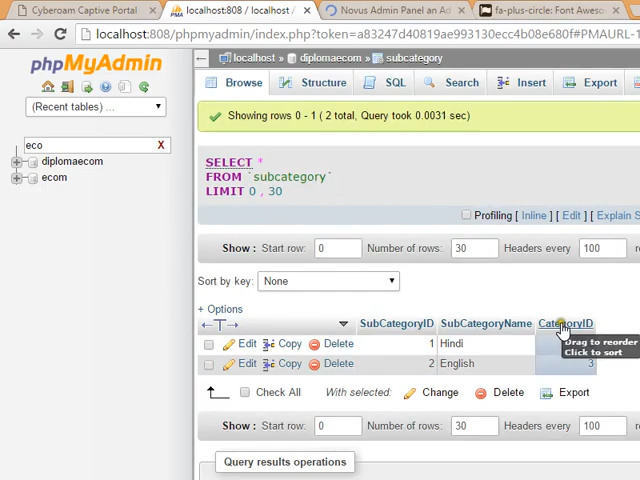 Cyberoam Captive Portal
localhost:808 / localhost /
Novus Admin Panel an Ad
fa-plus-circle: Font Aweso
localhost:808/phpmyadmin/index.php?token=a83247d40819ae993130ecc4b08e680f#PMAURL-1
phpMyAdmin
(Recent tables) ...
eco X
diplomaecom
ecom
localhost » diplomaecom » subcategory
Browse Structure SQL Search Insert Export
Showing rows 0 - 1 ( 2 total, Query took 0.0031 sec)
SELECT *
FROM `subcategory`
LIMIT 0 , 30
Profiling [ Inline ] [ Edit ] [ Explain S
Show : Start row: 0 Number of rows: 30 Headers every 100
Sort by key: None
+ Options
←T→ SubCategoryID SubCategoryName CategoryID
Edit Copy Delete 1 Hindi
Drag to reorder
Click to sort
Edit Copy Delete 2 English 3
Check All With selected: Change Delete Export
Show : Start row: 0 Number of rows: 30 Headers every 100
Query results operations